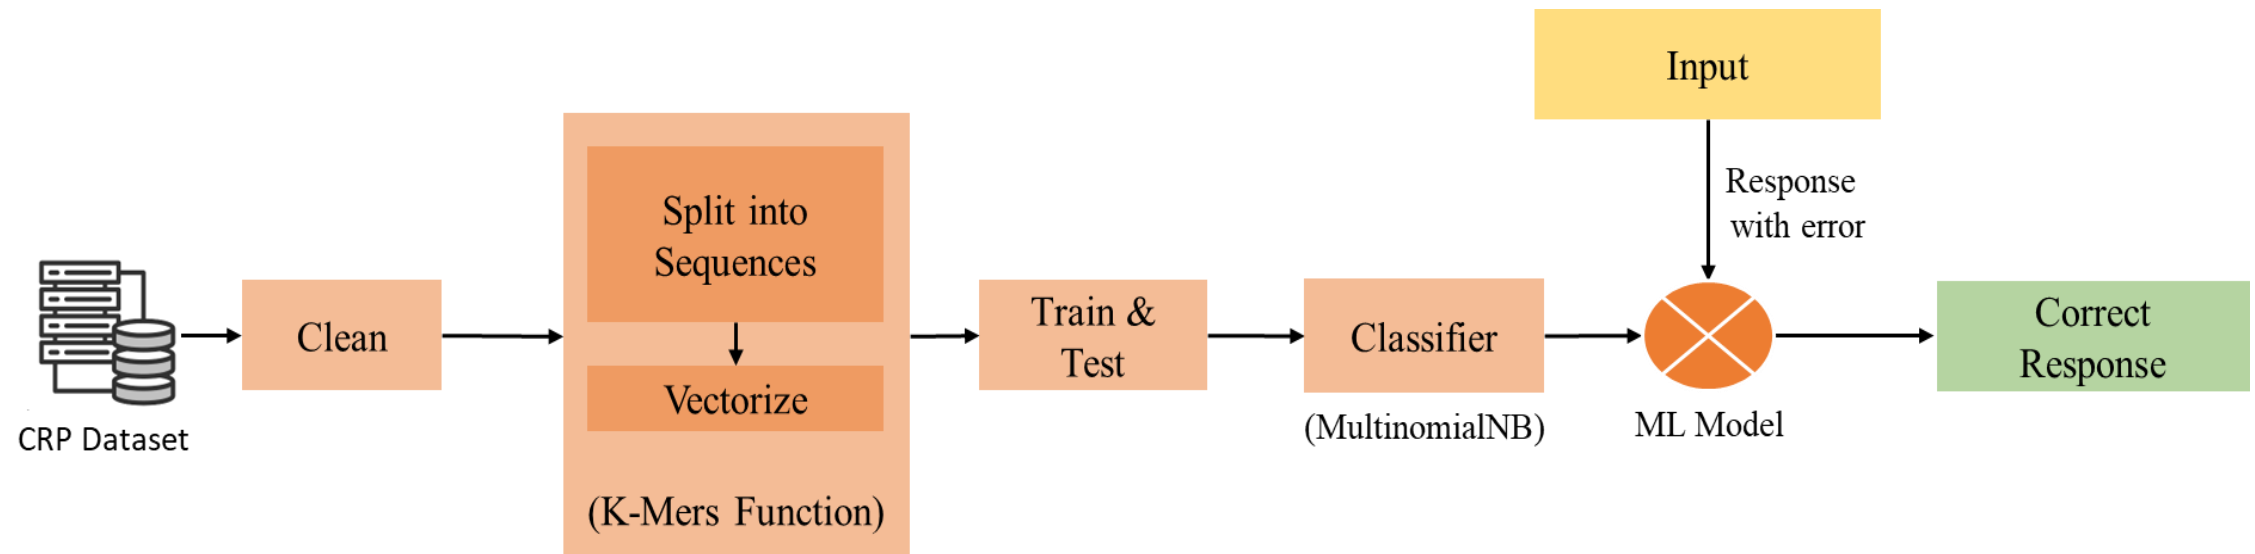 CRP Dataset
Clean
Split into
Sequences
Vectorize
(K-Mers Function)
Train &
Test
Classifier
(MultinomialNB)
Input
Response
with error
ML Model
Correct
Response